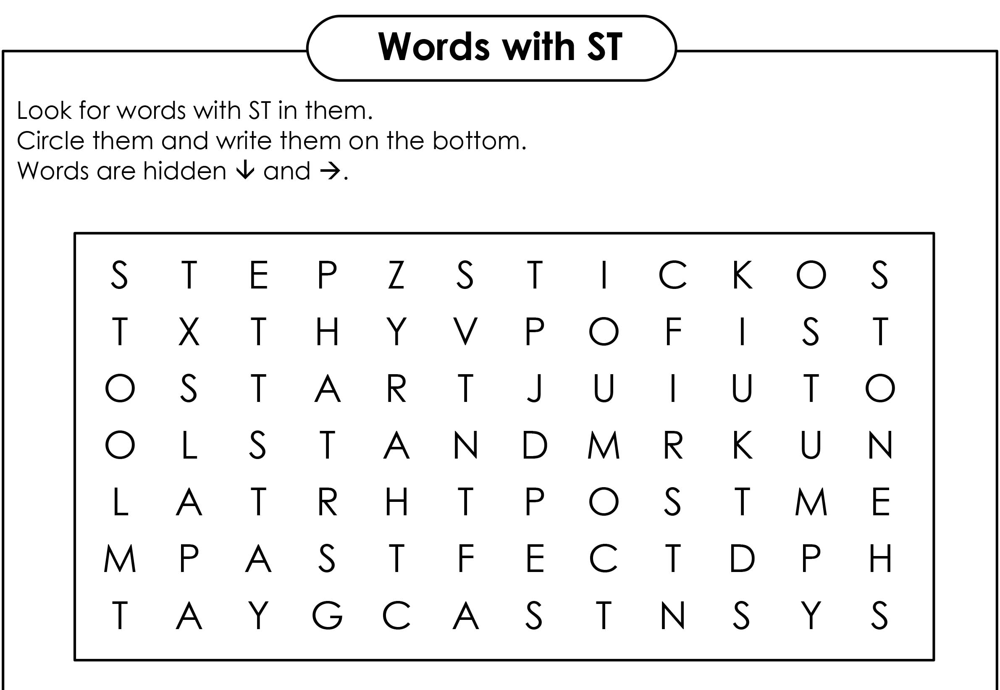 Words with ST
Look for words with ST in them.
Circle them and write them on the bottom.
Words are hidden ↓ and →.
S T E P Z S T I C K O S
T X T H Y V P O F I S T
O S T A R T J U I U T O
O L S T A N D M R K U N
L A T R H T P O S T M E
M P A S T F E C T D P H
T A Y G C A S T N S Y S